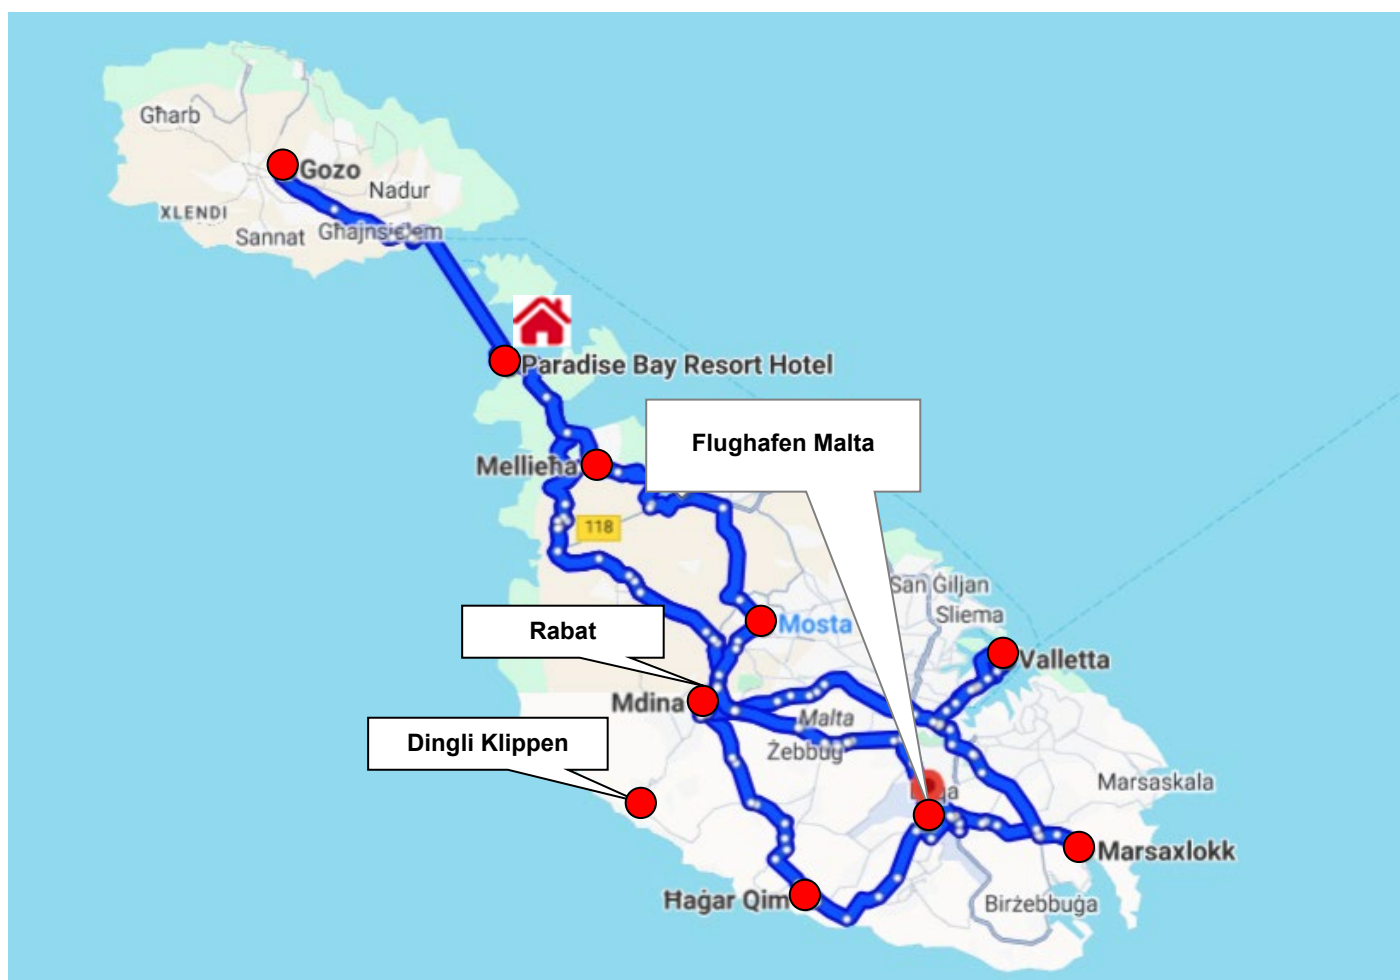 Għarb
Gozo
Nadur
XLENDI
Sannat
Għajnsielem
Paradise Bay Resort Hotel
Flughafen Malta
Mellieħa
118
San Ġiljan
Sliema
Rabat
Mosta
Valletta
Mdina
Malta
Dingli Klippen
Żebbuġ
Marsaskala
Marsaxlokk
Ħaġar Qim
Birżebbuġa